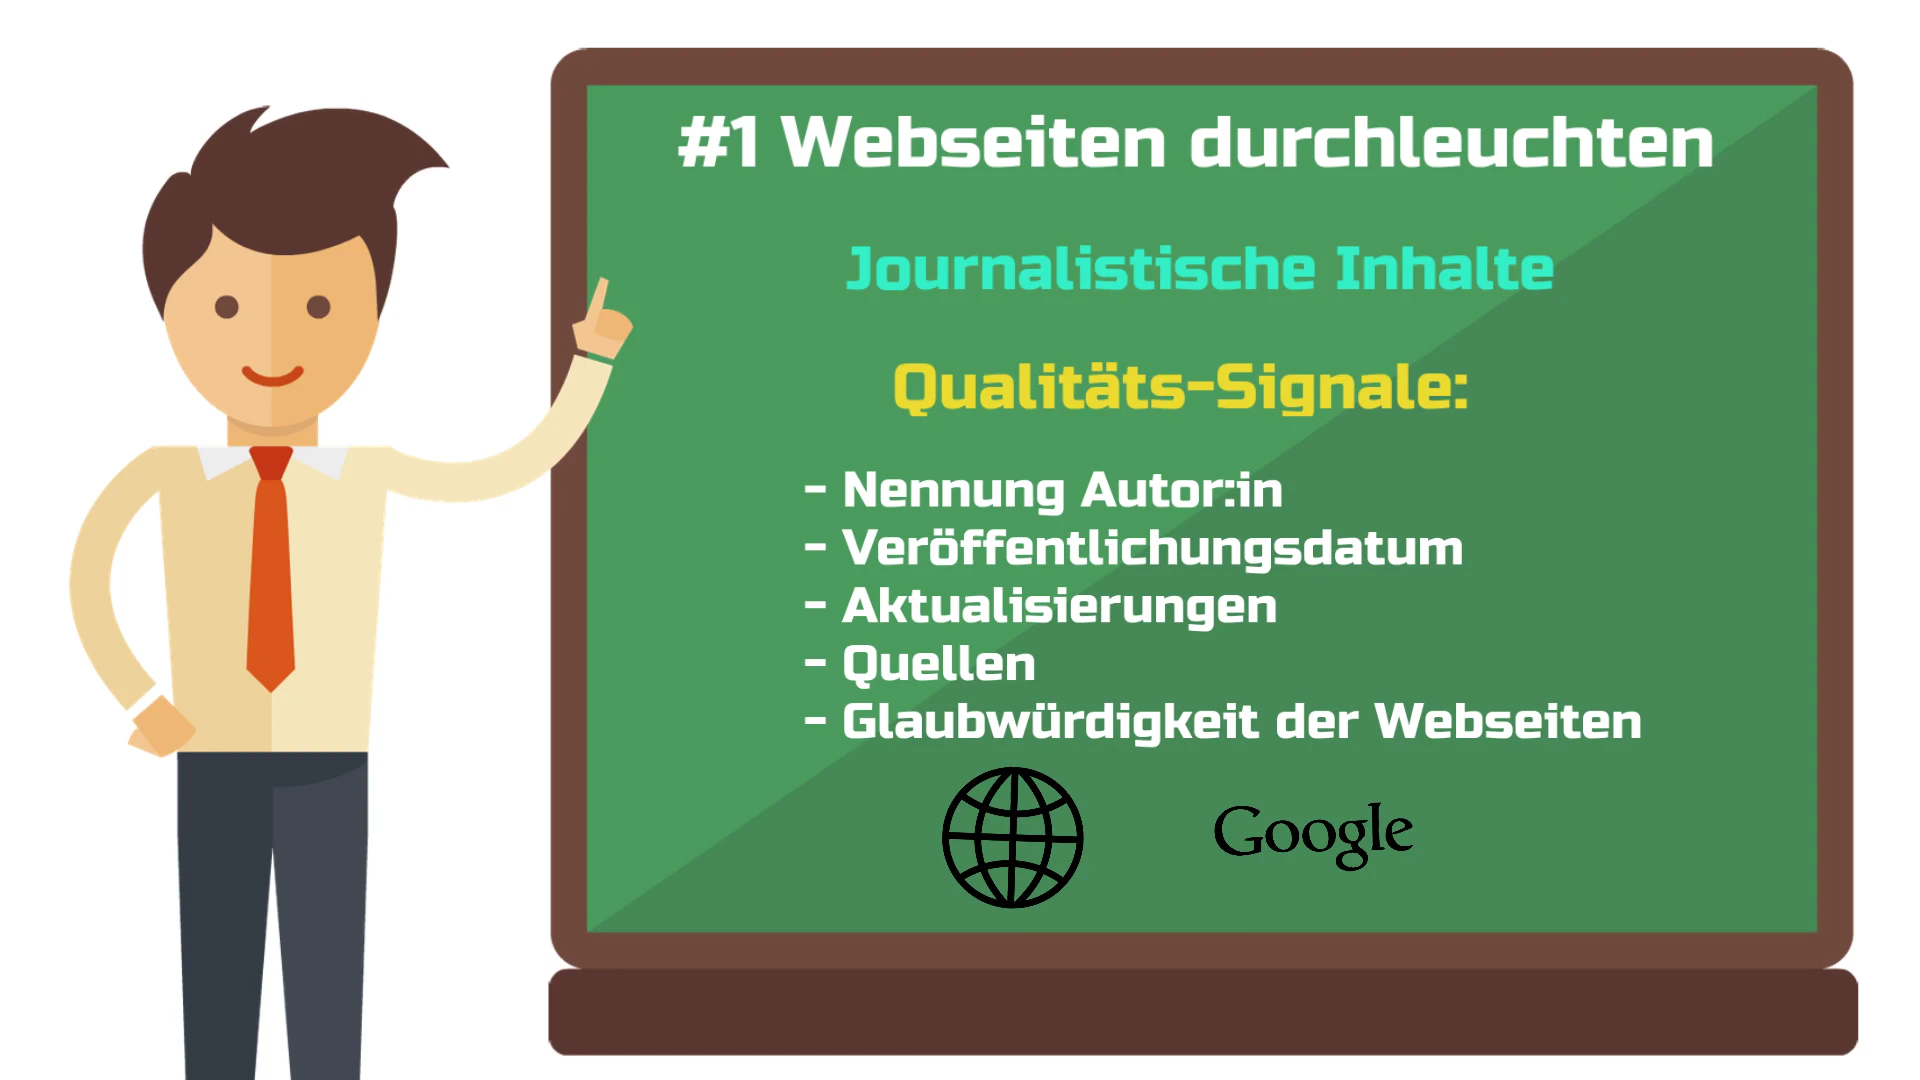 #1 Webseiten durchleuchten
Journalistische Inhalte
Qualitäts-Signale:
- Nennung Autor:in
- Veröffentlichungsdatum
- Aktualisierungen
- Quellen
- Glaubwürdigkeit der Webseiten
Google